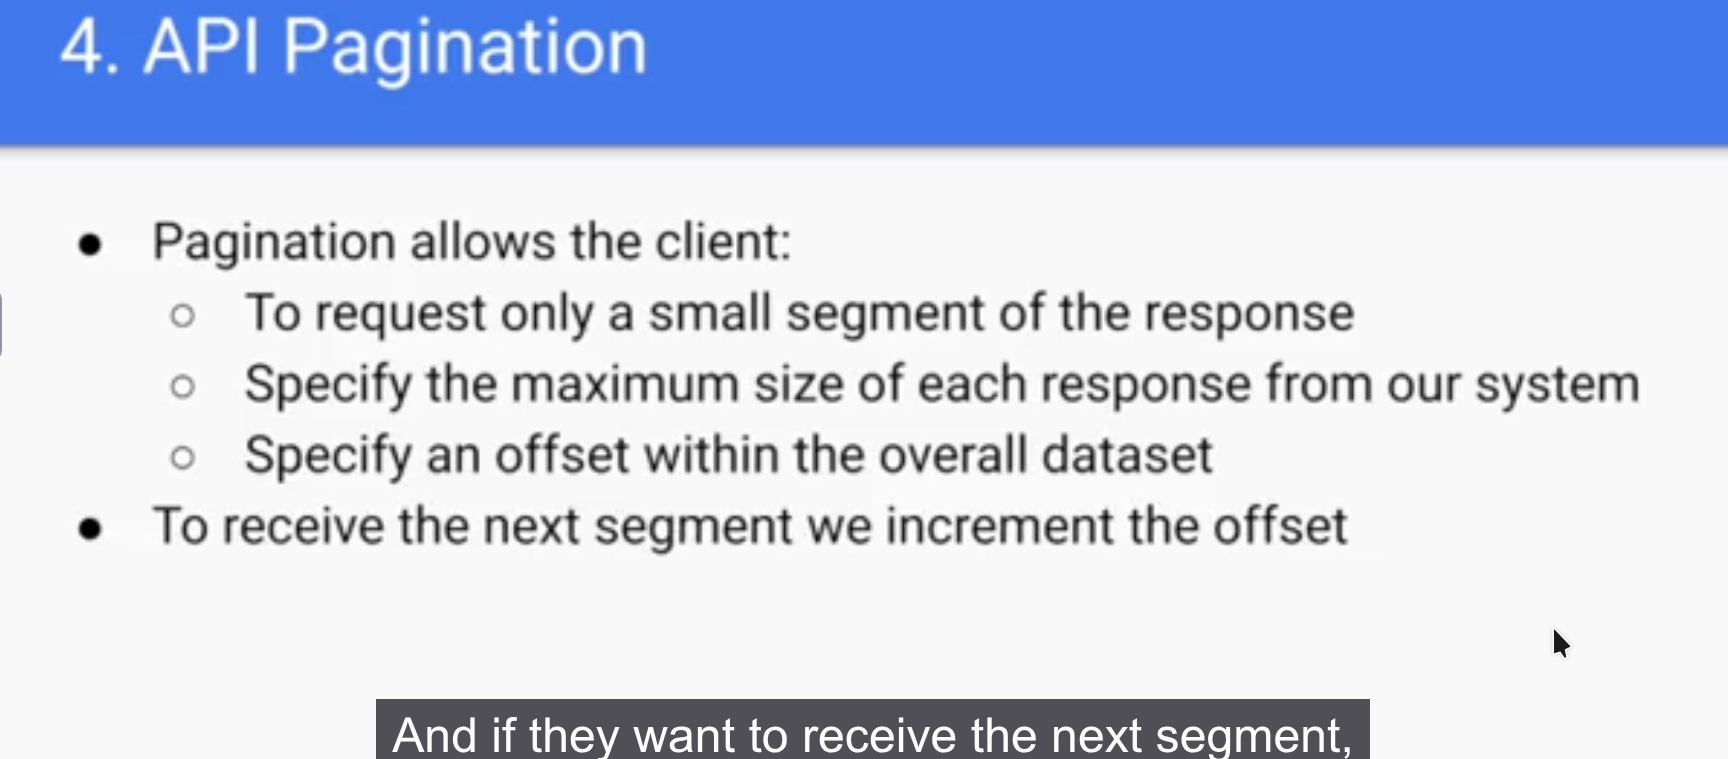 4. API Pagination
● Pagination allows the client:
○ To request only a small segment of the response
○ Specify the maximum size of each response from our system
○ Specify an offset within the overall dataset
● To receive the next segment we increment the offset
And if they want to receive the next segment,